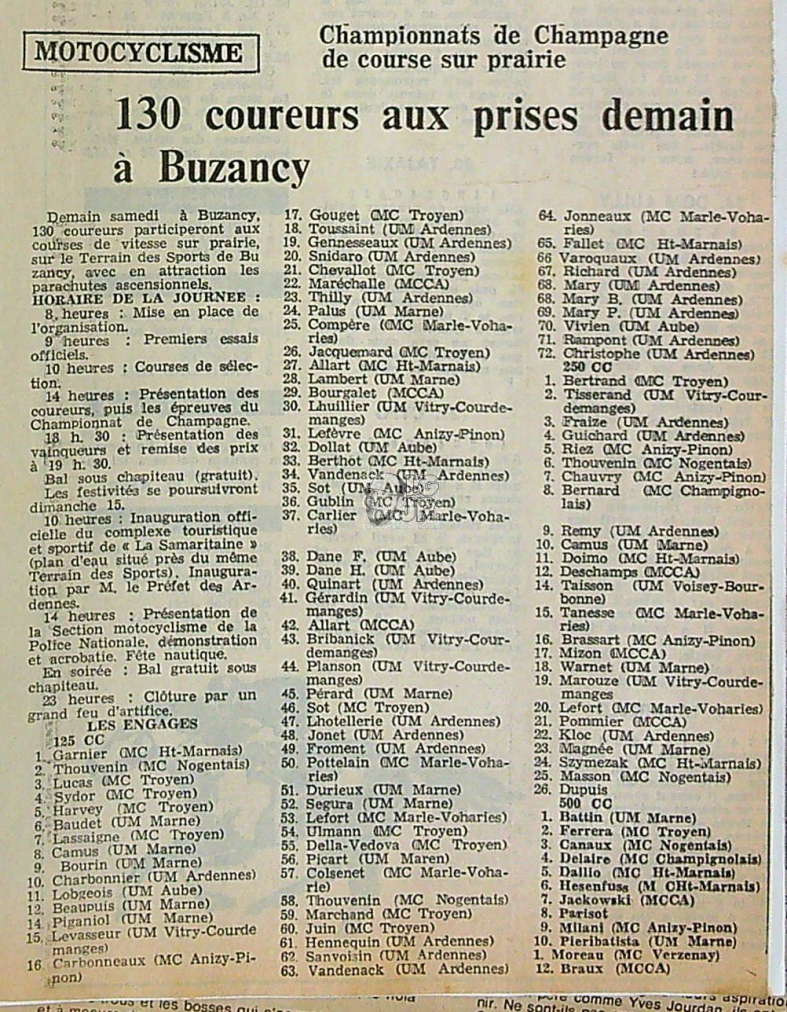 MOTOCYCLISME
Championnats de Champagne
de course sur prairie
130 coureurs aux prises demain
à Buzancy
Demain samedi à Buzancy,
130 coureurs participeront aux
courses de vitesse sur prairie,
sur le Terrain des Sports de Bu
zancy, avec en attraction les
parachutes ascensionnels.
HORAIRE DE LA JOURNEE :
8 heures : Mise en place de
l'organisation.
9 heures : Premiers essais
officiels.
10 heures : Courses de sélec-
tion.
14 heures : Présentation des
coureurs, puis les épreuves du
Championnat de Champagne.
18 h. 30 : Présentation des
vainqueurs et remise des prix
à 19 h. 30.
Bal sous chapiteau (gratuit).
Les festivités se poursuivront
dimanche 15.
10 heures : Inauguration offi-
cielle du complexe touristique
et sportif de « La Samaritaine »
(plan d'eau situé près du même
Terrain des Sports). Inaugura-
tion par M. le Préfet des Ar-
dennes.
14 heures : Présentation de
la Section motocyclisme de la
Police Nationale, démonstration
et acrobatie. Fête nautique.
En soirée : Bal gratuit sous
chapiteau.
23 heures : Clôture par un
grand feu d'artifice.
LES ENGAGES
125 CC
1. Garnier (MC Ht-Marnais)
2. Thouvenin (MC Nogentais)
3. Lucas (MC Troyen)
4. Sydor (MC Troyen)
5. Harvey (MC Troyen)
6. Baudet (UM Marne)
7. Lassaigne (MC Troyen)
8. Camus (UM Marne)
9. Bourin (UM Marne)
10. Charbonnier (UM Ardennes)
11. Lobgeois (UM Aube)
12. Beaupuis (UM Marne)
14. Piganiol (UM Marne)
15. Levasseur (UM Vitry-Courde
manges)
16. Carbonneaux (MC Anizy-Pi-
non)
17. Gouget (MC Troyen)
18. Toussaint (UM Ardennes)
19. Gennesseaux (UM Ardennes)
20. Snidaro (UM Ardennes)
21. Chevallot (MC Troyen)
22. Maréchalle (MCCA)
23. Thilly (UM Ardennes)
24. Palus (UM Marne)
25. Compère (MC Marle-Voha-
ries)
26. Jacquemard (MC Troyen)
27. Allart (MC Ht-Marnais)
28. Lambert (UM Marne)
29. Bourgalet (MCCA)
30. Lhuillier (UM Vitry-Courde-
manges)
31. Lefèvre (MC Anizy-Pinon)
32. Dollat (UM Aube)
33. Berthot (MC Ht-Marnais)
34. Vandenack (UM Ardennes)
35. Sot (UM Aube)
36. Gublin (MC Troyen)
37. Carlier (MC Marle-Voha-
ries)
38. Dane F. (UM Aube)
39. Dane H. (UM Aube)
40. Quinart (UM Ardennes)
41. Gérardin (UM Vitry-Courde-
manges)
42. Allart (MCCA)
43. Bribanick (UM Vitry-Cour-
demanges)
44. Planson (UM Vitry-Courde-
manges)
45. Pérard (UM Marne)
46. Sot (MC Troyen)
47. Lhotellerie (UM Ardennes)
48. Jonet (UM Ardennes)
49. Froment (UM Ardennes)
50. Pottelain (MC Marle-Voha-
ries)
51. Durieux (UM Marne)
52. Segura (UM Marne)
53. Lefort (MC Marle-Voharies)
54. Ulmann (MC Troyen)
55. Della-Vedova (MC Troyen)
56. Picart (UM Maren)
57. Colsenet (MC Marle-Voha-
rie)
58. Thouvenin (MC Nogentais)
59. Marchand (MC Troyen)
60. Juin (MC Troyen)
61. Hennequin (UM Ardennes)
62. Sanvoisin (UM Ardennes)
63. Vandenack (UM Ardennes)
64. Jonneaux (MC Marle-Voha-
ries)
65. Fallet (MC Ht-Marnais)
66 Varoquaux (UM Ardennes)
67. Richard (UM Ardennes)
68. Mary (UM Ardennes)
68. Mary B. (UM Ardennes)
69. Mary P. (UM Ardennes)
70. Vivien (UM Aube)
71. Rampont (UM Ardennes)
72. Christophe (UM Ardennes)
250 CC
1. Bertrand (MC Troyen)
2. Tisserand (UM Vitry-Cour-
demanges)
3. Fraize (UM Ardennes)
4. Guichard (UM Ardennes)
5. Riez (MC Anizy-Pinon)
6. Thouvenin (MC Nogentais)
7. Chauvry (MC Anizy-Pinon)
8. Bernard (MC Champigno-
lais)
9. Remy (UM Ardennes)
10. Camus (UM Marne)
11. Doimo (MC Ht-Marnais)
12. Deschamps (MCCA)
14. Taisson (UM Voisey-Bour-
bonne)
15. Tanesse (MC Marle-Voha-
ries)
16. Brassart (MC Anizy-Pinon)
17. Mizon (MCCA)
18. Warnet (UM Marne)
19. Marouze (UM Vitry-Courde-
manges
20. Lefort (MC Marle-Voharies)
21. Pommier (MCCA)
22. Kloc (UM Ardennes)
23. Magnée (UM Marne)
24. Szymezak (MC Ht-Marnais)
25. Masson (MC Nogentais)
26. Dupuis
500 CC
1. Battin (UM Marne)
2. Ferrera (MC Troyen)
3. Canaux (MC Nogentais)
4. Delaire (MC Champignolais)
5. Dallio (MC Ht-Marnais)
6. Hesenfuss (M CHt-Marnais)
7. Jackowski (MCCA)
8. Parisot
9. Milani (MC Anizy-Pinon)
10. Pieribatista (UM Marne)
1. Moreau (MC Verzenay)
12. Braux (MCCA)
et les bosses qui
comme Yves Jourdan,
nir. Ne sont-ils